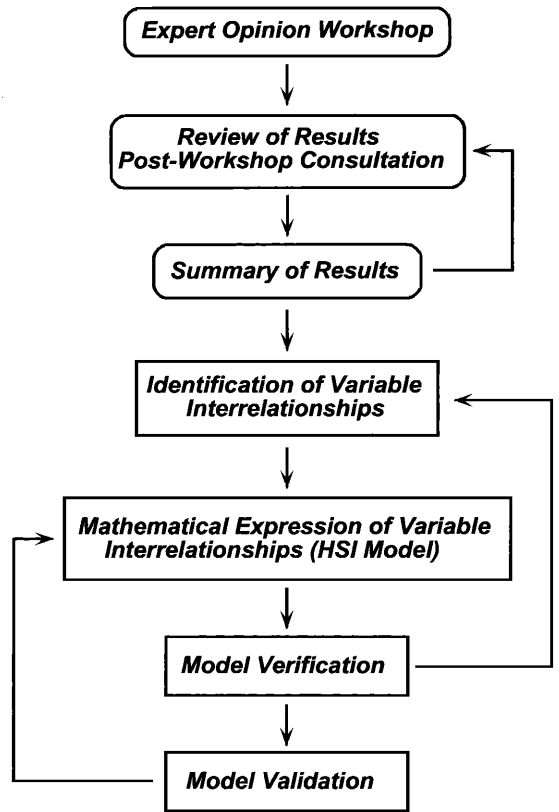 Expert Opinion Workshop
Review of Results
Post-Workshop Consultation
Summary of Results
Identification of Variable
Interrelationships
Mathematical Expression of Variable
Interrelationships (HSI Model)
Model Verification
Model Validation